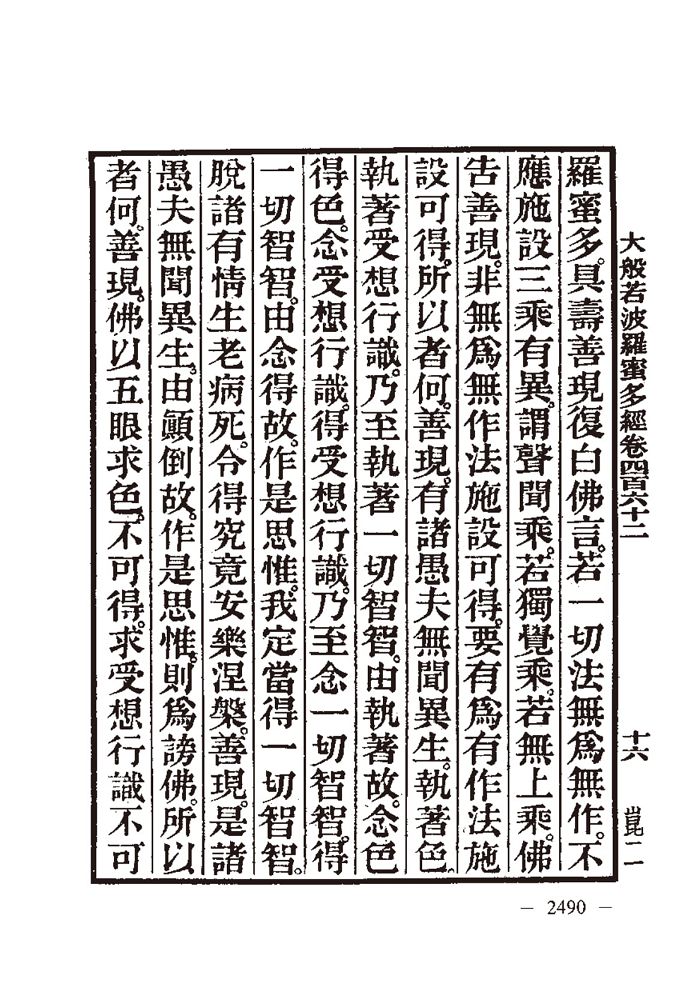 大般若波羅蜜多經卷四百六十二
十六
崑二
羅蜜多。具壽善現復白佛言。若一切法無為無作。不
應施設三乘有異。謂聲聞乘。若獨覺乘。若無上乘。佛
告善現。非無為無作法施設可得。要有為有作法施
設可得。所以者何。善現。有諸愚夫無聞異生。執著色。
執著受想行識。乃至執著一切智智。由執著故。念色
得色。念受想行識。得受想行識。乃至念一切智智。得
一切智智。由念得故。作是思惟。我定當得一切智智。
脫諸有情生老病死。令得究竟安樂涅槃。善現。是諸
愚夫無聞異生。由顛倒故。作是思惟。則為謗佛。所以
者何。善現。佛以五眼求色。不可得。求受想行識不可
— 2490 —